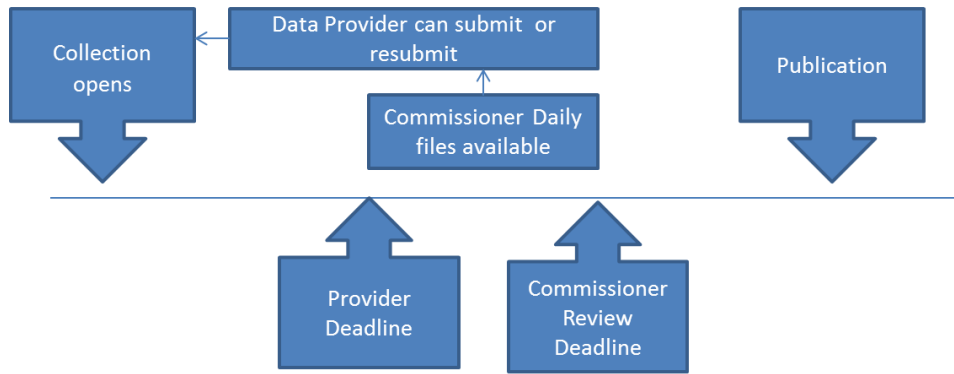 Collection
opens
Data Provider can submit or
resubmit
Commissioner Daily
files available
Publication
Provider
Deadline
Commissioner
Review
Deadline